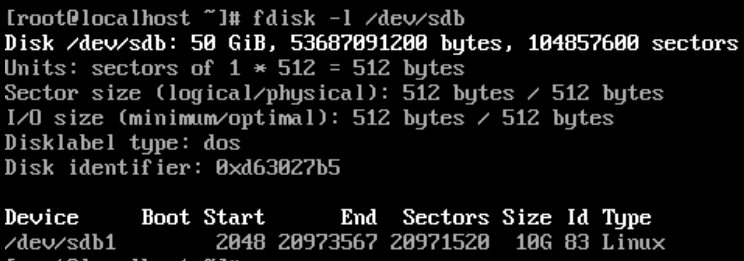 [root@localhost ~]# fdisk -l /dev/sdb
Disk /dev/sdb: 50 GiB, 53687091200 bytes, 104857600 sectors
Units: sectors of 1 * 512 = 512 bytes
Sector size (logical/physical): 512 bytes / 512 bytes
I/O size (minimum/optimal): 512 bytes / 512 bytes
Disklabel type: dos
Disk identifier: 0xd63027b5

Device     Boot Start      End  Sectors Size Id Type
/dev/sdb1        2048 20973567 20971520  10G 83 Linux